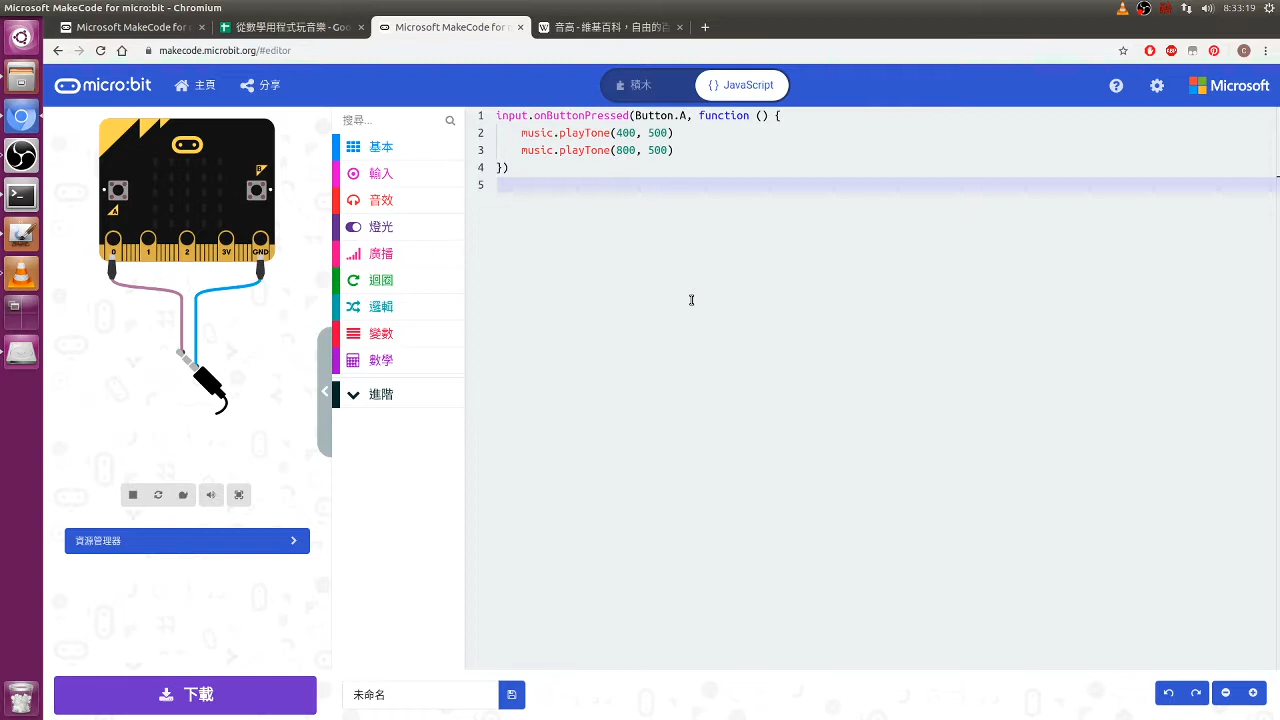 Microsoft MakeCode for micro:bit - Chromium
8:33:19
Microsoft MakeCode for
從數學用程式玩音樂 - Goo
Microsoft MakeCode for
音高 - 維基百科，自由的百
makecode.microbit.org/#editor
micro:bit
主頁
分享
積木
{ } JavaScript
Microsoft
搜尋...
基本
輸入
音效
燈光
廣播
迴圈
邏輯
變數
數學
進階
1 input.onButtonPressed(Button.A, function () {
2 music.playTone(400, 500)
3 music.playTone(800, 500)
4 })
5
B
A
0 1 2 3V GND
資源管理器
下載
未命名